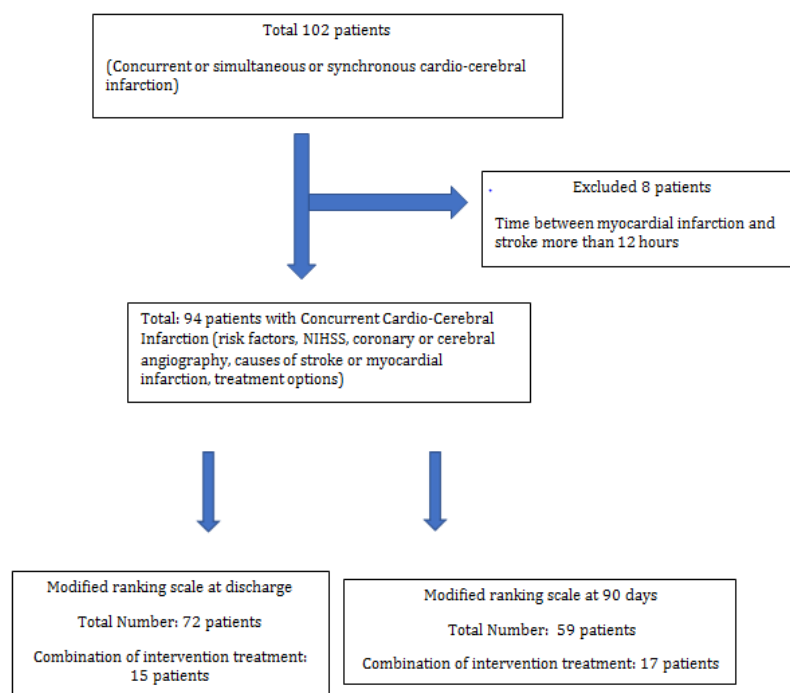 Total 102 patients
(Concurrent or simultaneous or synchronous cardio-cerebral
infarction)
Excluded 8 patients
Time between myocardial infarction and
stroke more than 12 hours
Total: 94 patients with Concurrent Cardio-Cerebral
Infarction (risk factors, NIHSS, coronary or cerebral
angiography, causes of stroke or myocardial
infarction, treatment options)
Modified ranking scale at discharge
Total Number: 72 patients
Combination of intervention treatment:
15 patients
Modified ranking scale at 90 days
Total Number: 59 patients
Combination of intervention treatment: 17 patients